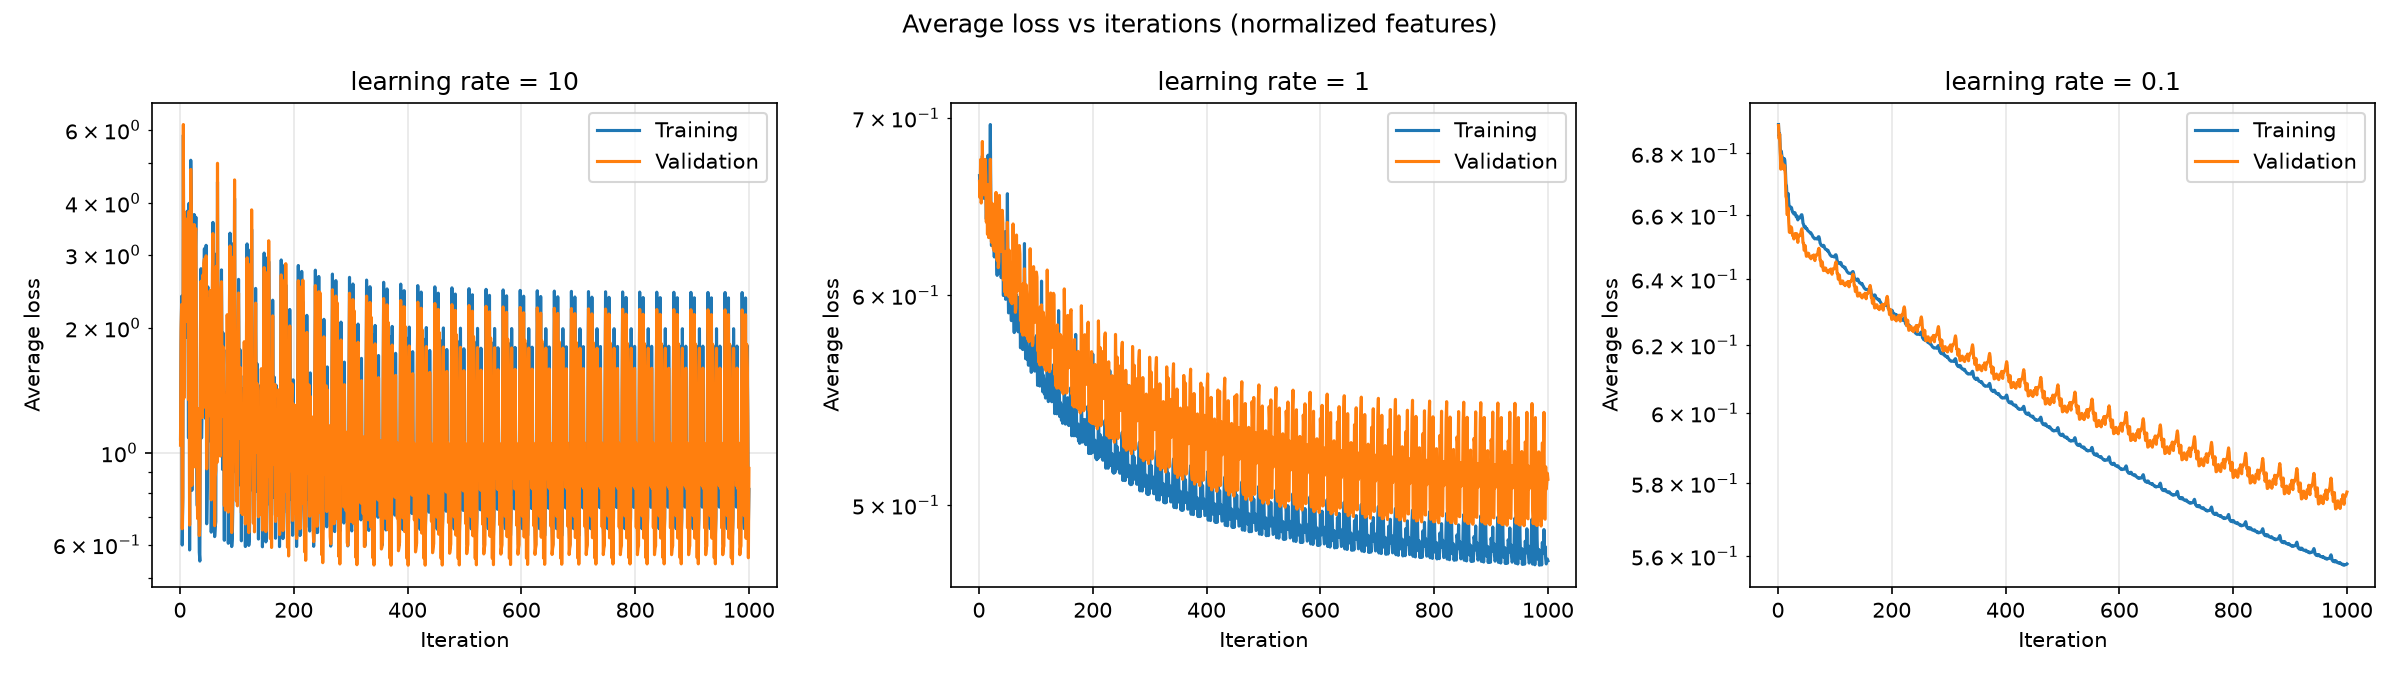 Average loss vs iterations (normalized features)
learning rate = 10
6 × 10⁰
4 × 10⁰
3 × 10⁰
2 × 10⁰
10⁰
6 × 10⁻¹
Average loss
Training
Validation
0 200 400 600 800 1000
Iteration
learning rate = 1
7 × 10⁻¹
6 × 10⁻¹
5 × 10⁻¹
Average loss
Training
Validation
0 200 400 600 800 1000
Iteration
learning rate = 0.1
6.8 × 10⁻¹
6.6 × 10⁻¹
6.4 × 10⁻¹
6.2 × 10⁻¹
6 × 10⁻¹
5.8 × 10⁻¹
5.6 × 10⁻¹
Average loss
Training
Validation
0 200 400 600 800 1000
Iteration